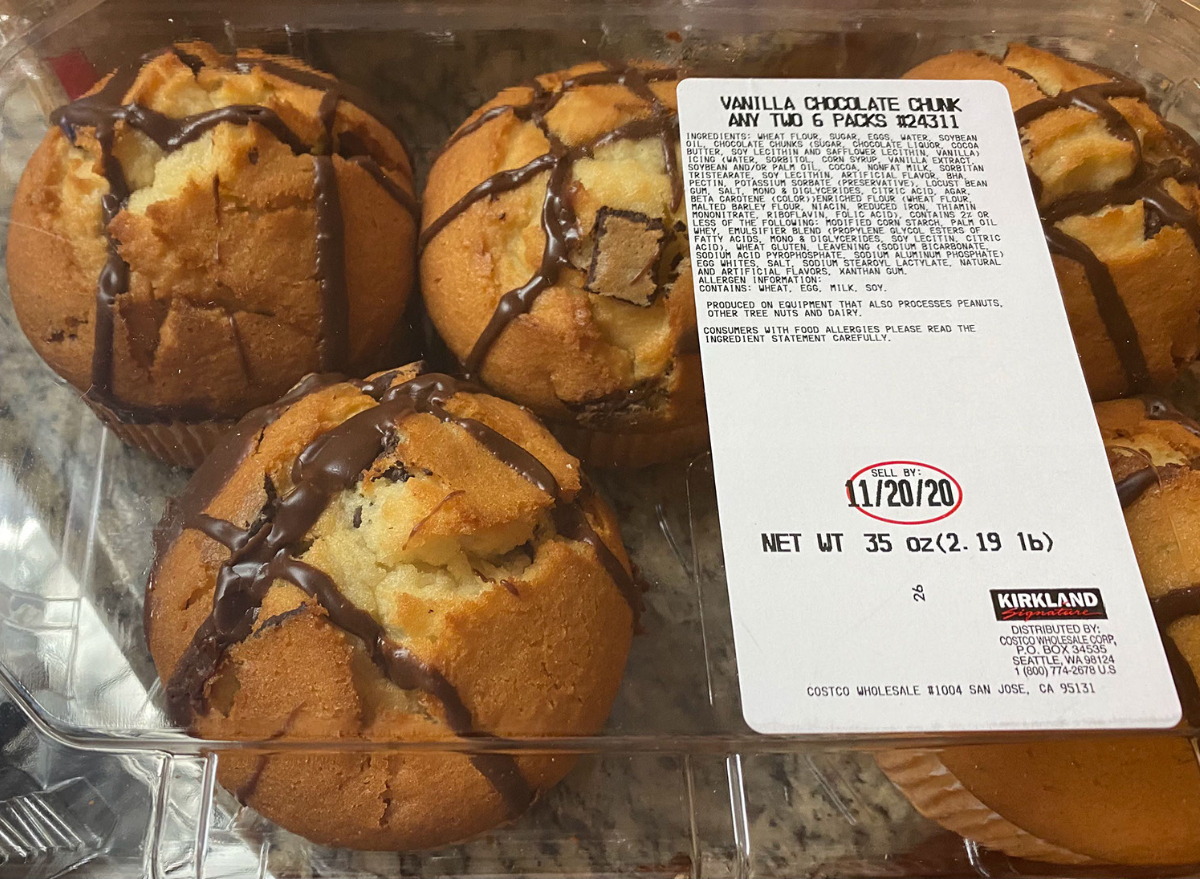 VANILLA CHOCOLATE CHUNK
ANY TWO 6 PACKS #24311
INGREDIENTS: WHEAT FLOUR, SUGAR, EGGS, WATER, SOYBEAN
OIL, CHOCOLATE CHUNKS (SUGAR, CHOCOLATE LIQUOR, COCOA
BUTTER, SOY LECITHIN AND SAFFLOWER LECITHIN, VANILLA)
ICING (WATER, SORBITOL, CORN SYRUP, VANILLA EXTRACT,
SOYBEAN AND/OR PALM OIL, COCOA, NONFAT MILK, SORBITAN
TRISTEARATE, SOY LECITHIN, ARTIFICIAL FLAVOR, BHA,
PECTIN, POTASSIUM SORBATE (PRESERVATIVE), LOCUST BEAN
GUM, SALT, MONO & DIGLYCERIDES, CITRIC ACID, AGAR,
BETA CAROTENE (COLOR))ENRICHED FLOUR (WHEAT FLOUR,
MALTED BARLEY FLOUR, NIACIN, REDUCED IRON, THIAMIN
MONONITRATE, RIBOFLAVIN, FOLIC ACID), CONTAINS 2% OR
LESS OF THE FOLLOWING: MODIFIED CORN STARCH, PALM OIL
WHEY, EMULSIFIER BLEND (PROPYLENE GLYCOL ESTERS OF
FATTY ACIDS, MONO & DIGLYCERIDES, SOY LECITIN, CITRIC
ACID), WHEAT GLUTEN, LEAVENING (SODIUM BICARBONATE,
SODIUM ACID PYROPHOSPHATE, SODIUM ALUMINUM PHOSPHATE)
EGG WHITES, SALT, SODIUM STEAROYL LACTYLATE, NATURAL
AND ARTIFICIAL FLAVORS, XANTHAN GUM.
ALLERGEN INFORMATION:
CONTAINS: WHEAT, EGG, MILK, SOY.
PRODUCED ON EQUIPMENT THAT ALSO PROCESSES PEANUTS,
OTHER TREE NUTS AND DAIRY.
CONSUMERS WITH FOOD ALLERGIES PLEASE READ THE
INGREDIENT STATEMENT CAREFULLY.
SELL BY:
11/20/20
NET WT 35 oz(2.19 lb)
26
KIRKLAND
Signature
DISTRIBUTED BY:
COSTCO WHOLESALE CORP,
P.O. BOX 34535
SEATTLE, WA 98124
1 (800) 774-2678 U.S
COSTCO WHOLESALE #1004 SAN JOSE, CA 95131